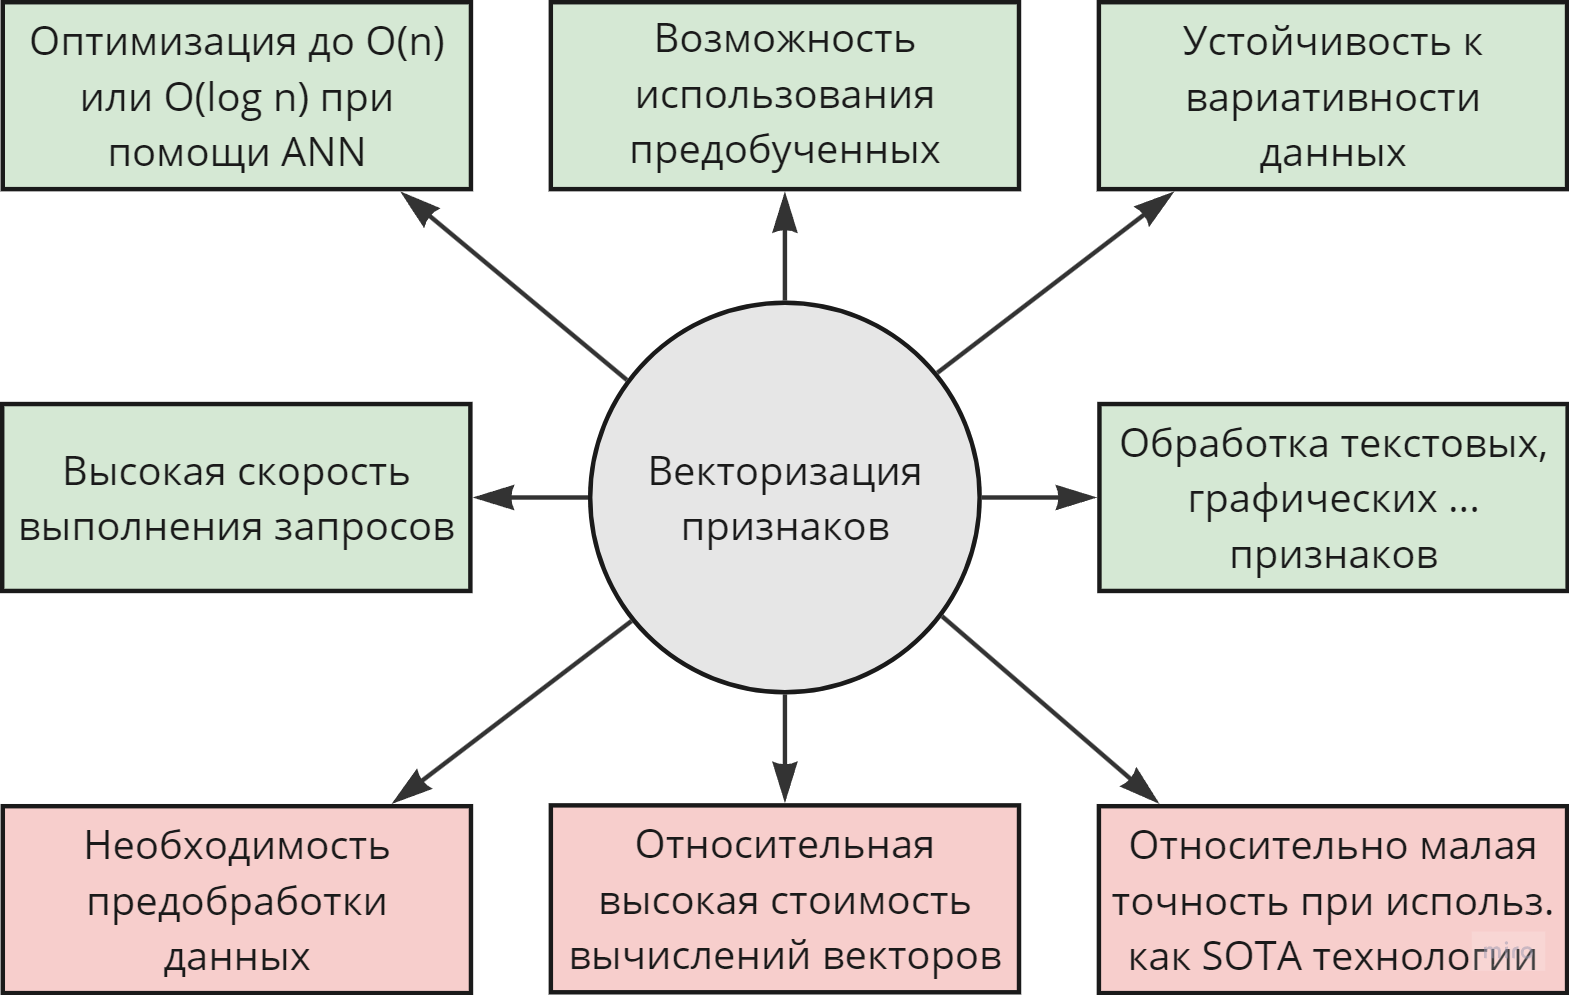 Оптимизация до O(n)
или O(log n) при
помощи ANN
Возможность
использования
предобученных
Устойчивость к
вариативности
данных
Высокая скорость
выполнения запросов
Векторизация
признаков
Обработка текстовых,
графических ...
признаков
Необходимость
предобработки
данных
Относительная
высокая стоимость
вычислений векторов
Относительно малая
точность при использ.
как SOTA технологии
miro